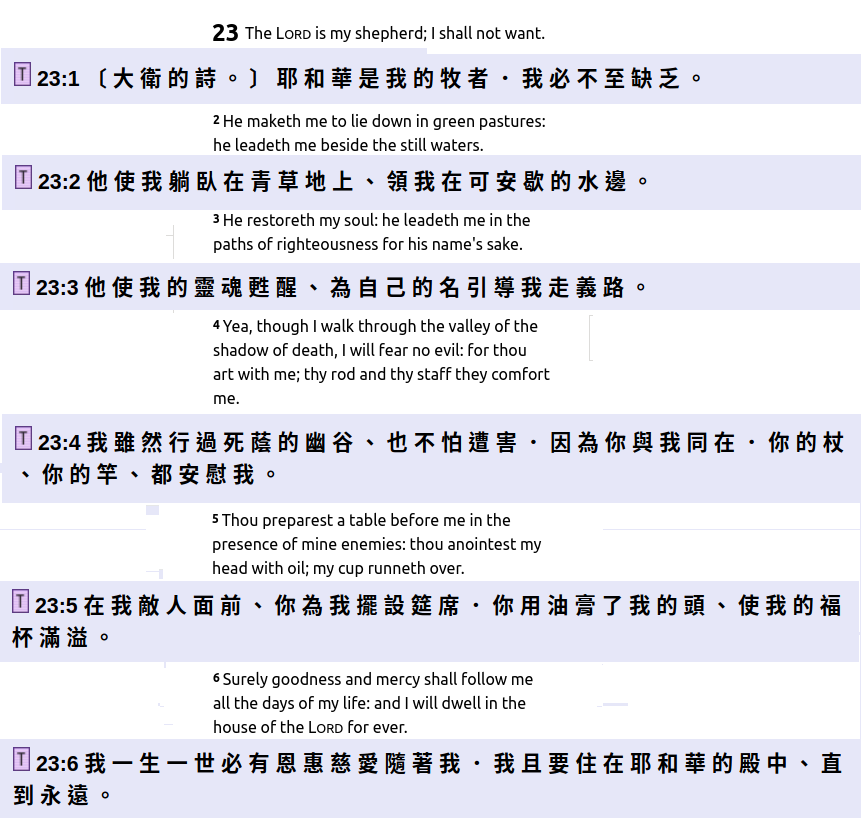 23 The LORD is my shepherd; I shall not want.
T 23:1 〔大衛的詩。〕耶和華是我的牧者．我必不至缺乏。
2 He maketh me to lie down in green pastures:
he leadeth me beside the still waters.
T 23:2 他使我躺臥在青草地上、領我在可安歇的水邊。
3 He restoreth my soul: he leadeth me in the
paths of righteousness for his name's sake.
T 23:3 他使我的靈魂甦醒、為自己的名引導我走義路。
4 Yea, though I walk through the valley of the
shadow of death, I will fear no evil: for thou
art with me; thy rod and thy staff they comfort
me.
T 23:4 我雖然行過死蔭的幽谷、也不怕遭害．因為你與我同在．你的杖
、你的竿、都安慰我。
5 Thou preparest a table before me in the
presence of mine enemies: thou anointest my
head with oil; my cup runneth over.
T 23:5 在我敵人面前、你為我擺設筵席．你用油膏了我的頭、使我的福
杯滿溢。
6 Surely goodness and mercy shall follow me
all the days of my life: and I will dwell in the
house of the LORD for ever.
T 23:6 我一生一世必有恩惠慈愛隨著我．我且要住在耶和華的殿中、直
到永遠。